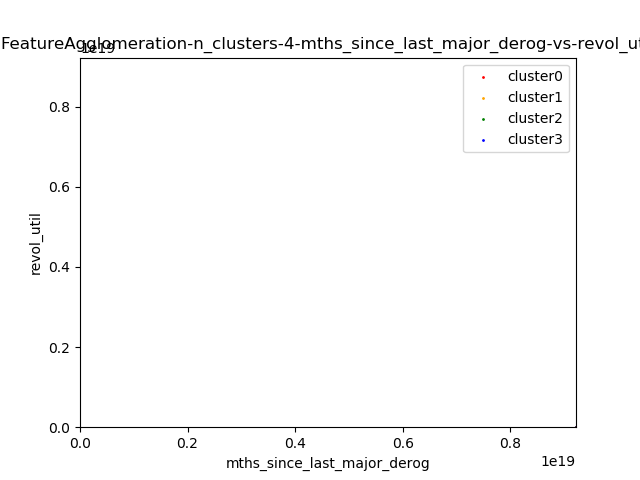 FeatureAgglomeration-n_clusters-4-mths_since_last_major_derog-vs-revol_ut
1e19
cluster0
cluster1
cluster2
cluster3
0.8
0.6
0.4
0.2
0.0
revol_util
0.0 0.2 0.4 0.6 0.8
1e19
mths_since_last_major_derog